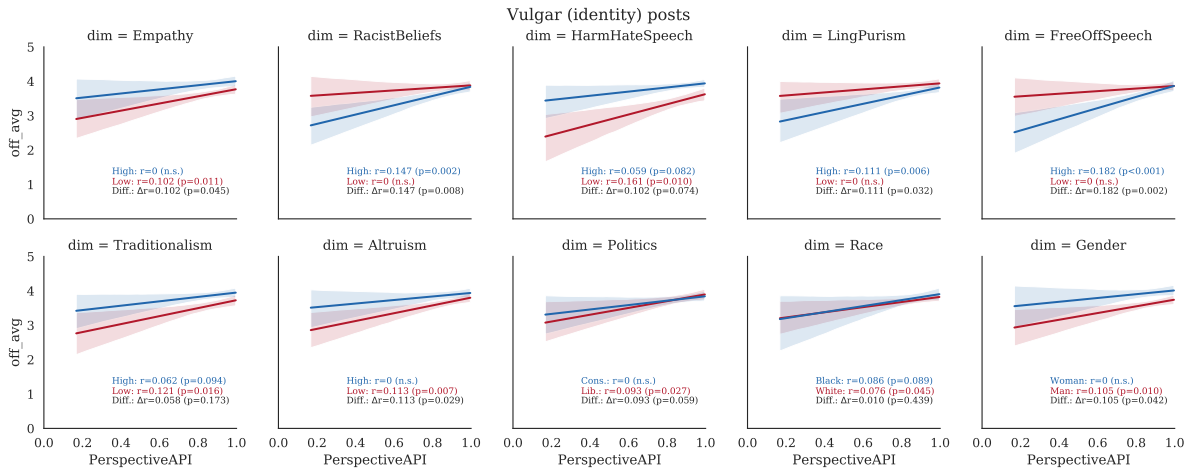 Vulgar (identity) posts
dim = Empathy
dim = RacistBeliefs
dim = HarmHateSpeech
dim = LingPurism
dim = FreeOffSpeech
5
4
3
2
1
0
off_avg
High: r=0 (n.s.)
Low: r=0.102 (p=0.011)
Diff.: Δr=0.102 (p=0.045)
High: r=0.147 (p=0.002)
Low: r=0 (n.s.)
Diff.: Δr=0.147 (p=0.008)
High: r=0.059 (p=0.082)
Low: r=0.161 (p=0.010)
Diff.: Δr=0.102 (p=0.074)
High: r=0.111 (p=0.006)
Low: r=0 (n.s.)
Diff.: Δr=0.111 (p=0.032)
High: r=0.182 (p<0.001)
Low: r=0 (n.s.)
Diff.: Δr=0.182 (p=0.002)
dim = Traditionalism
dim = Altruism
dim = Politics
dim = Race
dim = Gender
5
4
3
2
1
0
off_avg
High: r=0.062 (p=0.094)
Low: r=0.121 (p=0.016)
Diff.: Δr=0.058 (p=0.173)
High: r=0 (n.s.)
Low: r=0.113 (p=0.007)
Diff.: Δr=0.113 (p=0.029)
Cons.: r=0 (n.s.)
Lib.: r=0.093 (p=0.027)
Diff.: Δr=0.093 (p=0.059)
Black: r=0.086 (p=0.089)
White: r=0.076 (p=0.045)
Diff.: Δr=0.010 (p=0.439)
Woman: r=0 (n.s.)
Man: r=0.105 (p=0.010)
Diff.: Δr=0.105 (p=0.042)
0.0 0.2 0.4 0.6 0.8 1.0
0.0 0.2 0.4 0.6 0.8 1.0
0.0 0.2 0.4 0.6 0.8 1.0
0.0 0.2 0.4 0.6 0.8 1.0
0.0 0.2 0.4 0.6 0.8 1.0
PerspectiveAPI
PerspectiveAPI
PerspectiveAPI
PerspectiveAPI
PerspectiveAPI